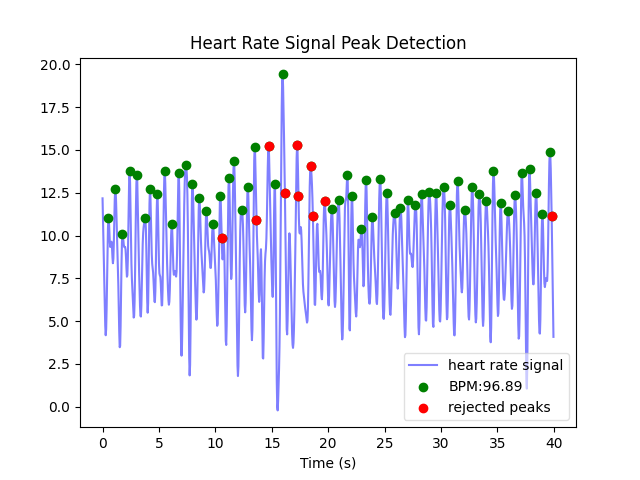 Heart Rate Signal Peak Detection
20.0
17.5
15.0
12.5
10.0
7.5
5.0
2.5
0.0
heart rate signal
BPM:96.89
rejected peaks
0 5 10 15 20 25 30 35 40
Time (s)